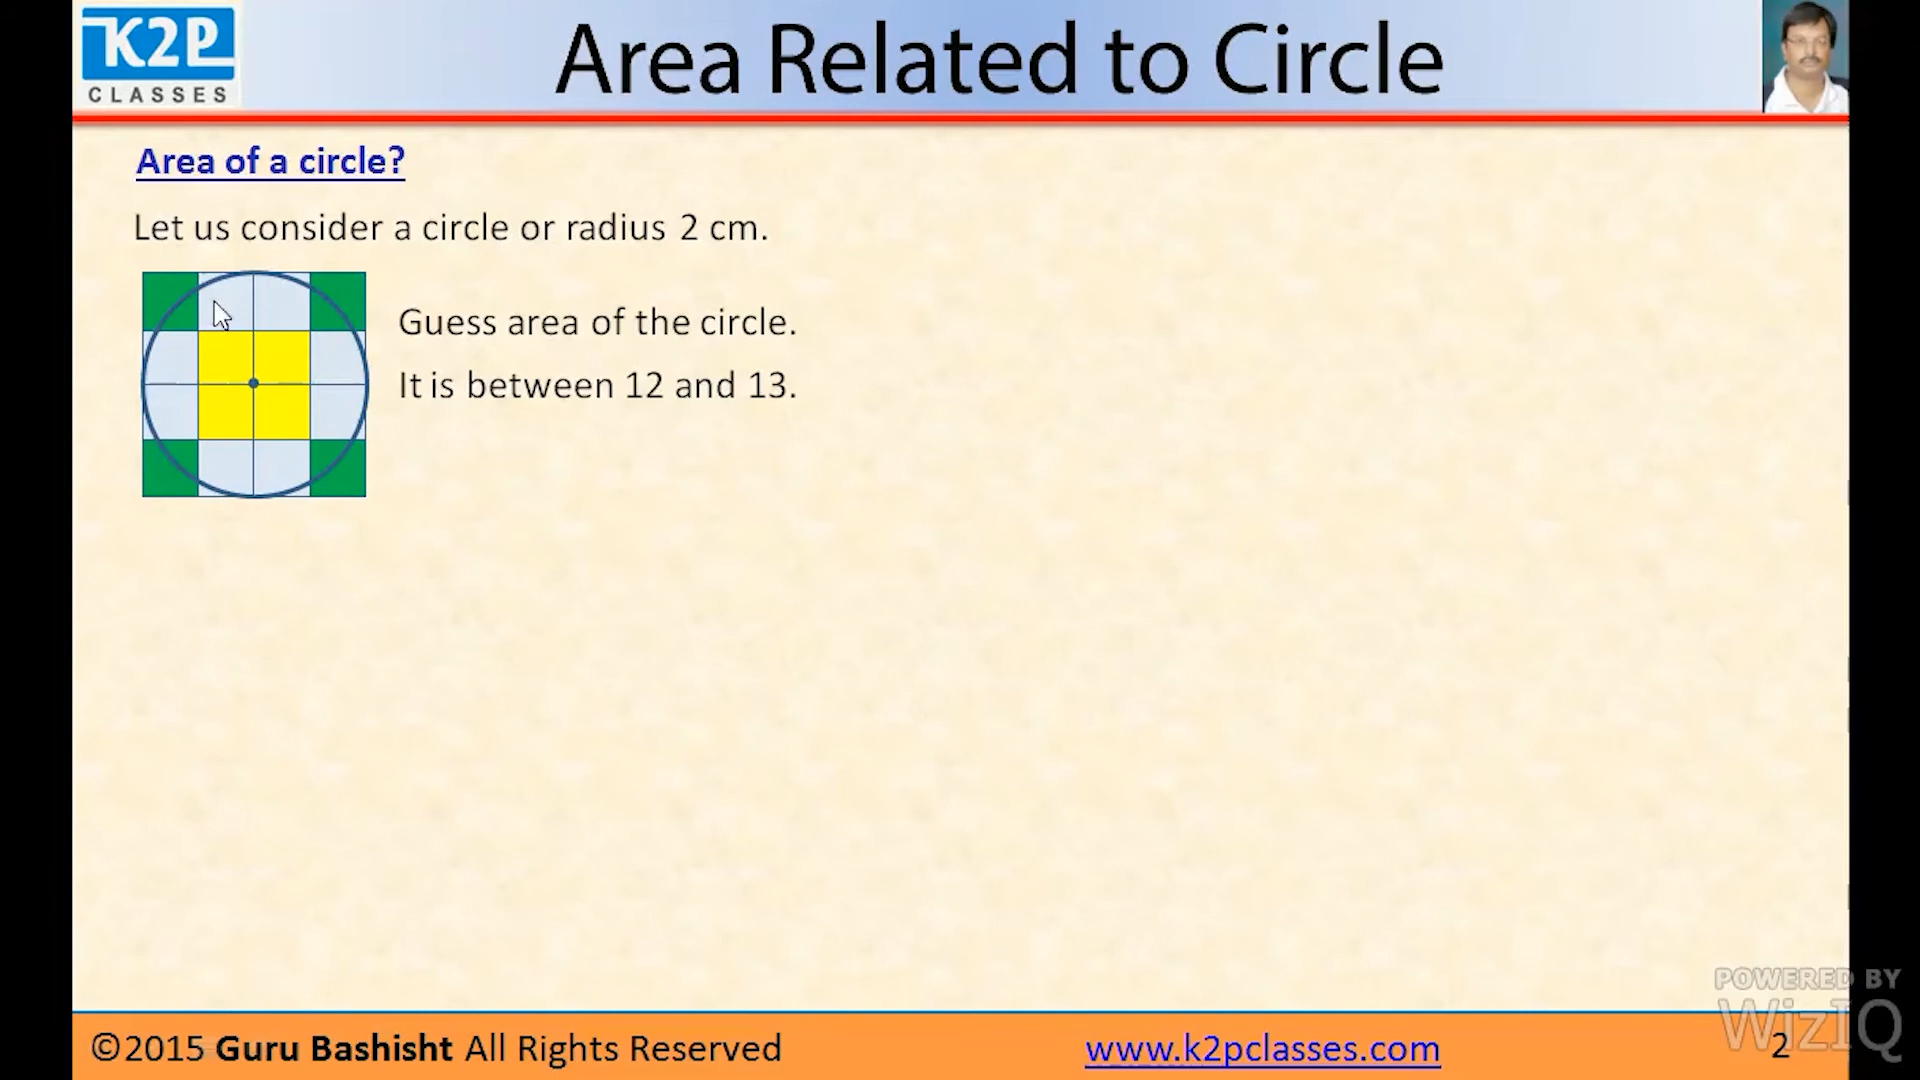 K2P
CLASSES
Area Related to Circle
Area of a circle?
Let us consider a circle or radius 2 cm.
Guess area of the circle.
It is between 12 and 13.
POWERED BY
WizIQ
©2015 Guru Bashisht All Rights Reserved
www.k2pclasses.com
2